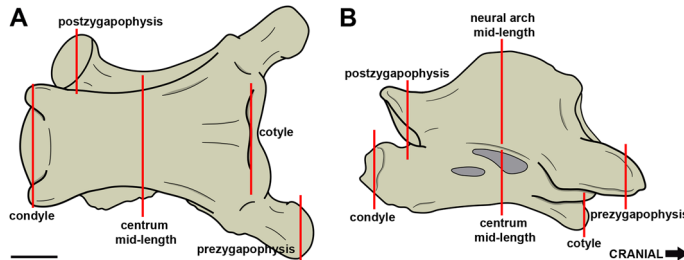 A
postzygapophysis
condyle
centrum
mid-length
cotyle
prezygapophysis
B
neural arch
mid-length
postzygapophysis
condyle
centrum
mid-length
cotyle
prezygapophysis
CRANIAL